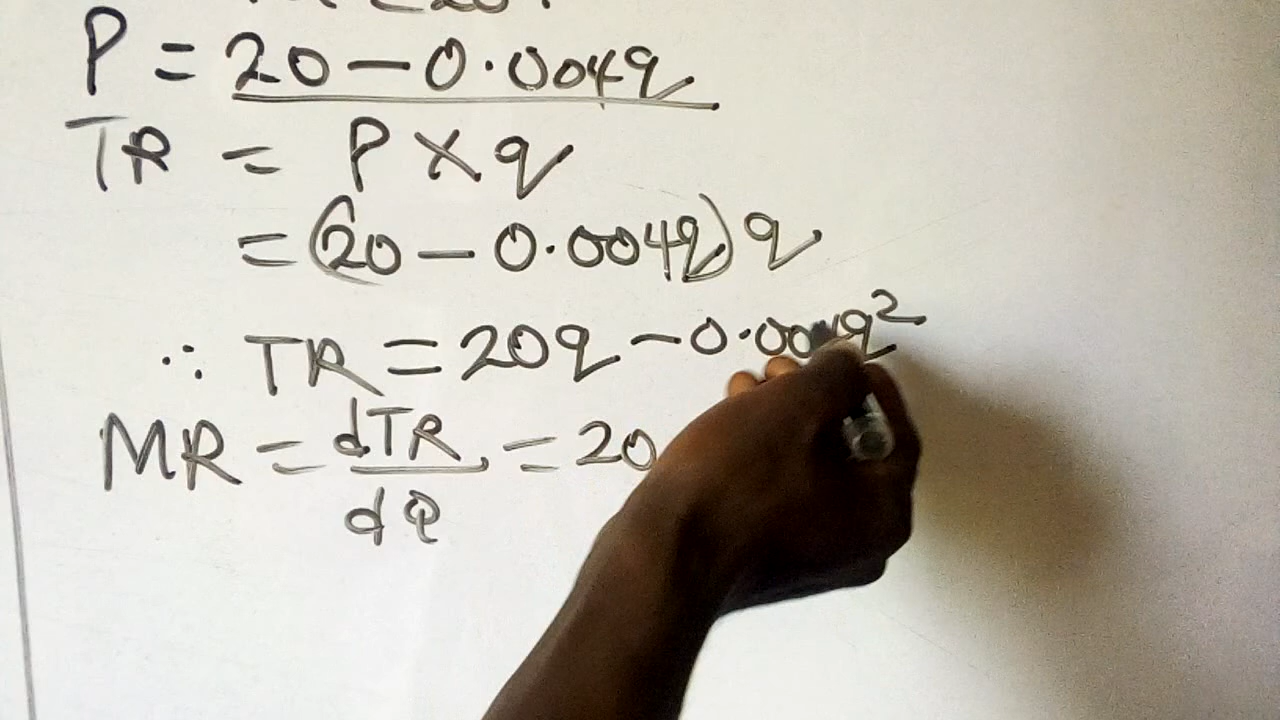 P = 20 - 0.004q
TR = P X q
= (20 - 0.004q) q
∴ TR = 20q - 0.004q²
MR = dTR/dQ = 20